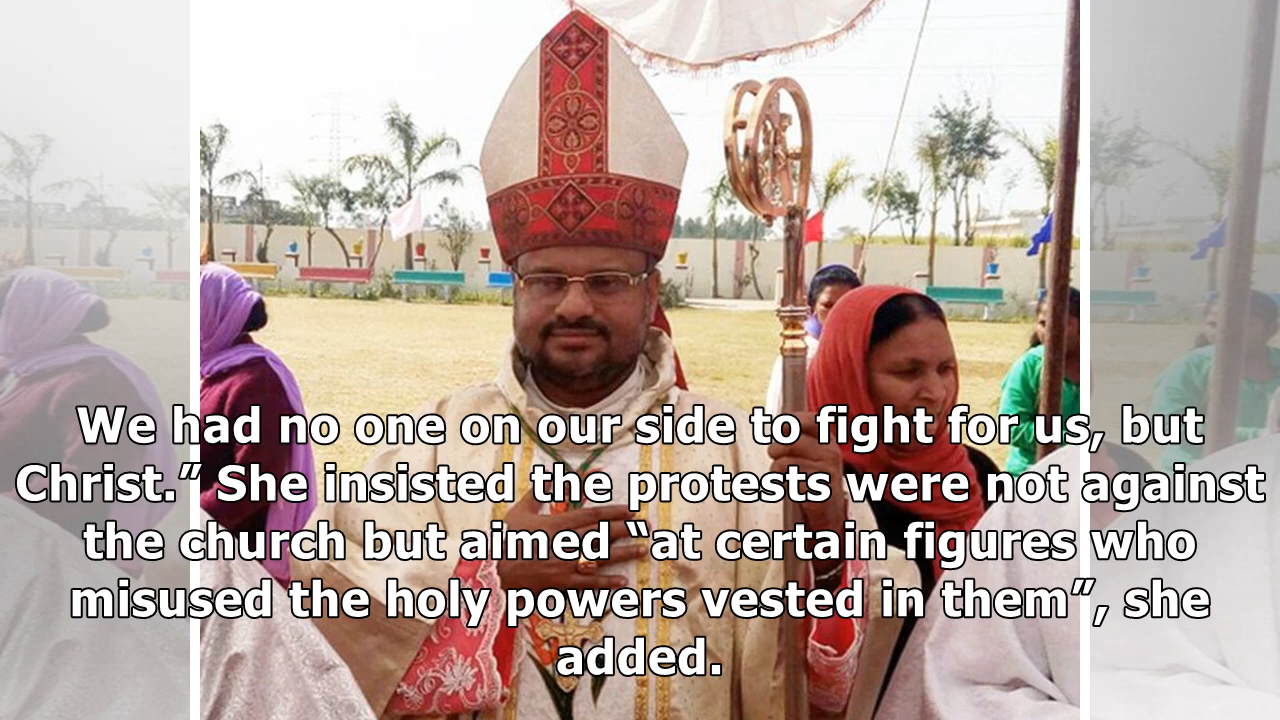 We had no one on our side to fight for us, but
Christ.” She insisted the protests were not against
the church but aimed “at certain figures who
misused the holy powers vested in them”, she
added.